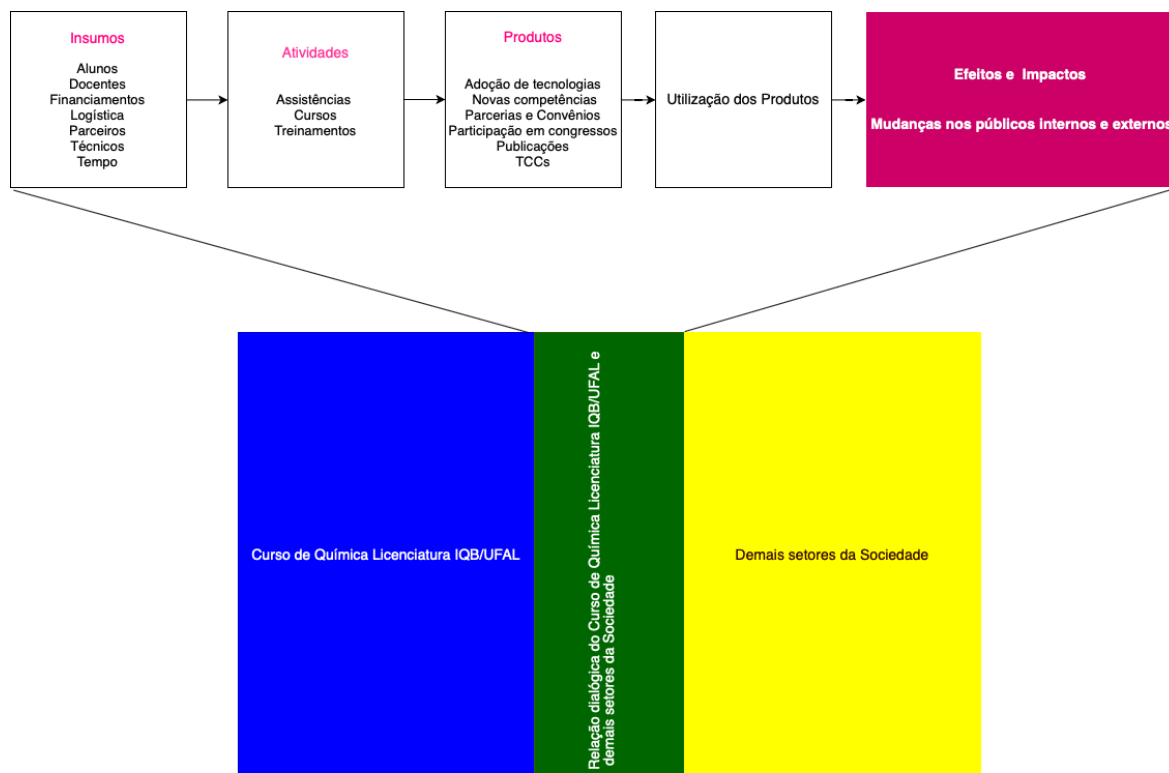 Insumos
Alunos
Docentes
Financiamentos
Logística
Parceiros
Técnicos
Tempo
Atividades
Assistências
Cursos
Treinamentos
Produtos
Adoção de tecnologias
Novas competências
Parcerias e Convênios
Participação em congressos
Publicações
TCCs
Utilização dos Produtos
Efeitos e Impactos
Mudanças nos públicos internos e externos
Curso de Química Licenciatura IQB/UFAL
Relação dialógica do Curso de Química Licenciatura IQB/UFAL e
demais setores da Sociedade
Demais setores da Sociedade